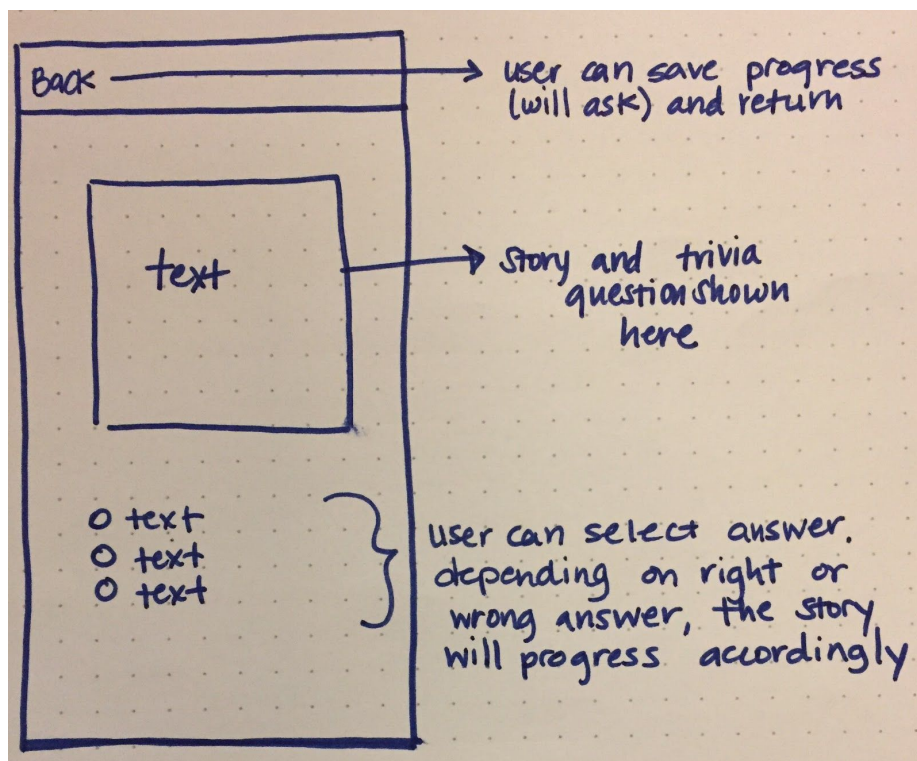 Back
user can save progress
(will ask) and return
text
story and trivia
question shown
here
text
text
text
user can select answer.
depending on right or
wrong answer, the story
will progress accordingly